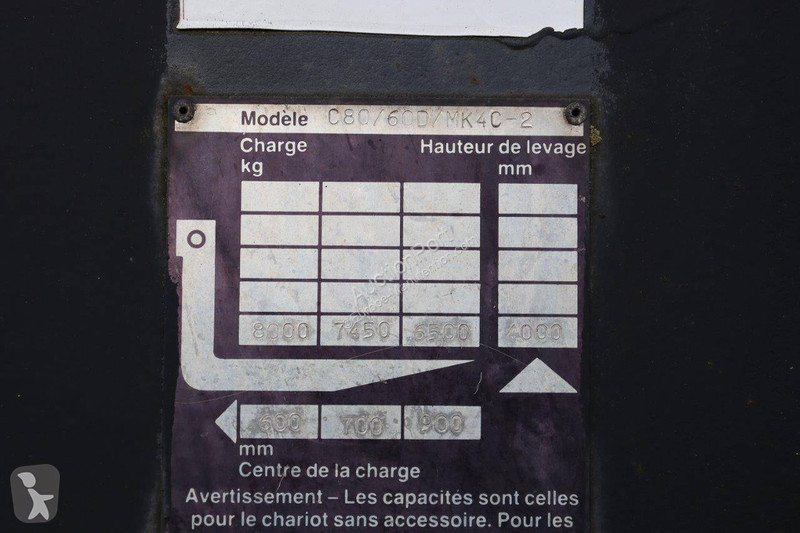 Modèle C80/60D/MK4C-2
Charge Hauteur de levage
kg mm
8000 7450 6500 4000
600 700 900
mm
Centre de la charge
Avertissement – Les capacités sont celles
pour le chariot sans accessoire. Pour les